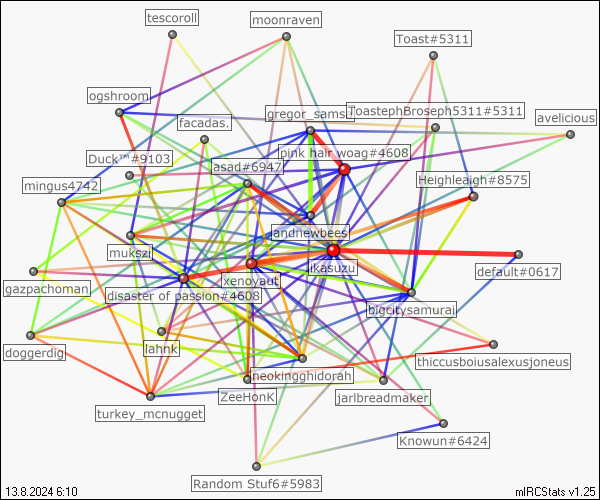 tescoroll
moonraven
Toast#5311
ogshroom
gregor_samsa
ToastephBroseph5311#5311
facadas.
avelicious
pink hair woag#4608
Duck™#9103
asad#6947
mingus4742
Heighleaigh#8575
andnewbees
mukszi
likasuzu
default#0617
xenoyaut
gazpachoman
disaster of passion#4608
bigcitysamurai
lahnk
doggerdig
thiccusboiusalexusjoneus
neokingghidorah
ZeeHonK
jarlbreadmaker
turkey_mcnugget
Knowun#6424
Random Stuf6#5983
13.8.2024 6:10
mIRCStats v1.25